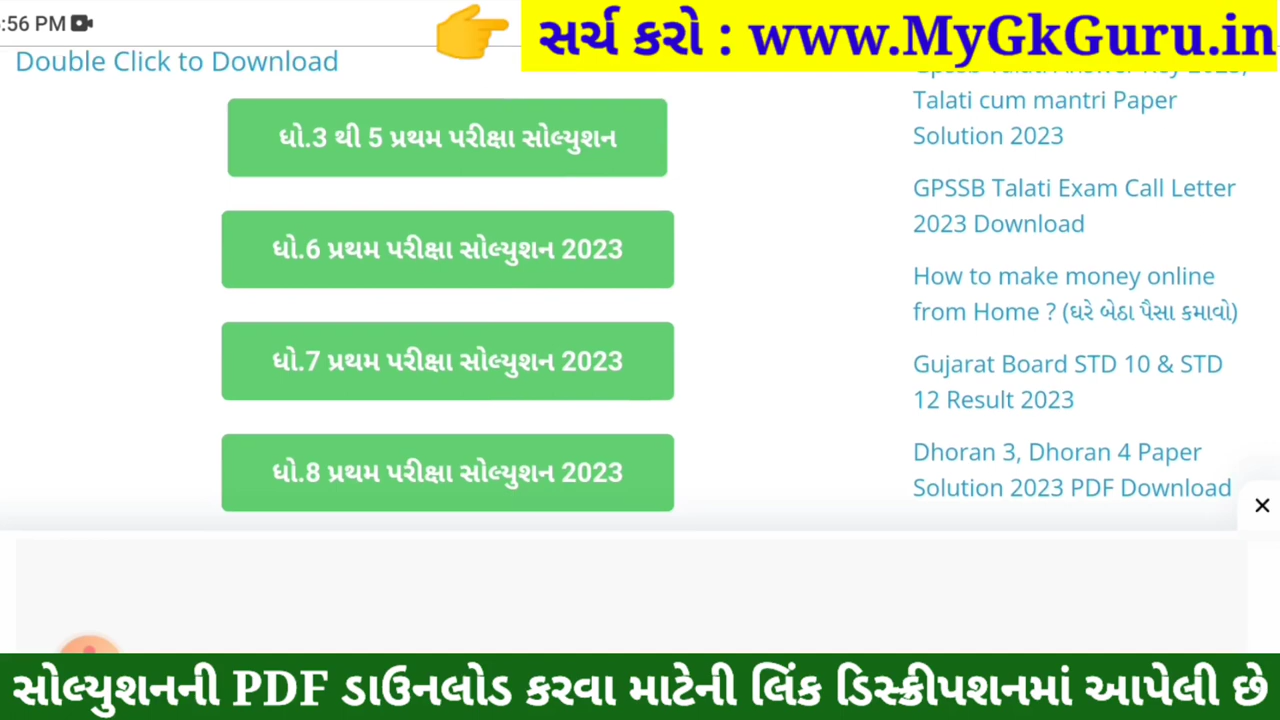 :56 PM
સર્ચ કરો : www.MyGkGuru.in
Double Click to Download
ધો.3 થી 5 પ્રથમ પરીક્ષા સોલ્યુશન
ધો.6 પ્રથમ પરીક્ષા સોલ્યુશન 2023
ધો.7 પ્રથમ પરીક્ષા સોલ્યુશન 2023
ધો.8 પ્રથમ પરીક્ષા સોલ્યુશન 2023
Talati cum mantri Paper
Solution 2023
GPSSB Talati Exam Call Letter
2023 Download
How to make money online
from Home ? (ઘરે બેઠા પૈસા કમાવો)
Gujarat Board STD 10 & STD
12 Result 2023
Dhoran 3, Dhoran 4 Paper
Solution 2023 PDF Download
સોલ્યુશનની PDF ડાઉનલોડ કરવા માટેની લિંક ડિસ્ક્રીપશનમાં આપેલી છે